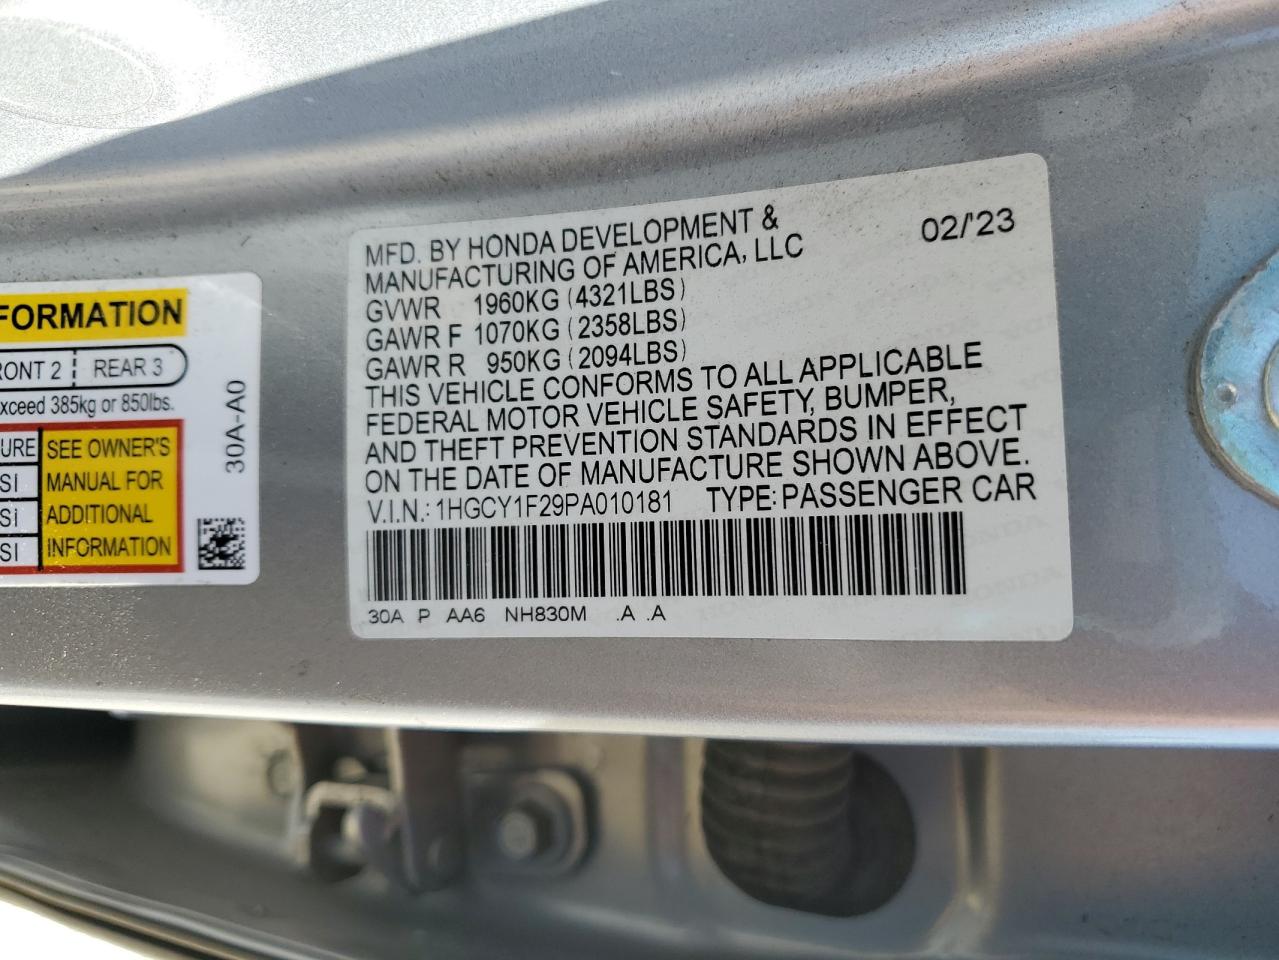 FORMATION
RONT 2 REAR 3
xceed 385kg or 850lbs.
URE SEE OWNER'S
SI MANUAL FOR
SI ADDITIONAL
SI INFORMATION
30A-A0
MFD. BY HONDA DEVELOPMENT & 02/'23
MANUFACTURING OF AMERICA, LLC
GVWR 1960KG (4321LBS)
GAWR F 1070KG (2358LBS)
GAWR R 950KG (2094LBS)
THIS VEHICLE CONFORMS TO ALL APPLICABLE
FEDERAL MOTOR VEHICLE SAFETY, BUMPER,
AND THEFT PREVENTION STANDARDS IN EFFECT
ON THE DATE OF MANUFACTURE SHOWN ABOVE.
V.I.N.: 1HGCY1F29PA010181 TYPE: PASSENGER CAR
30A P AA6 NH830M .A .A